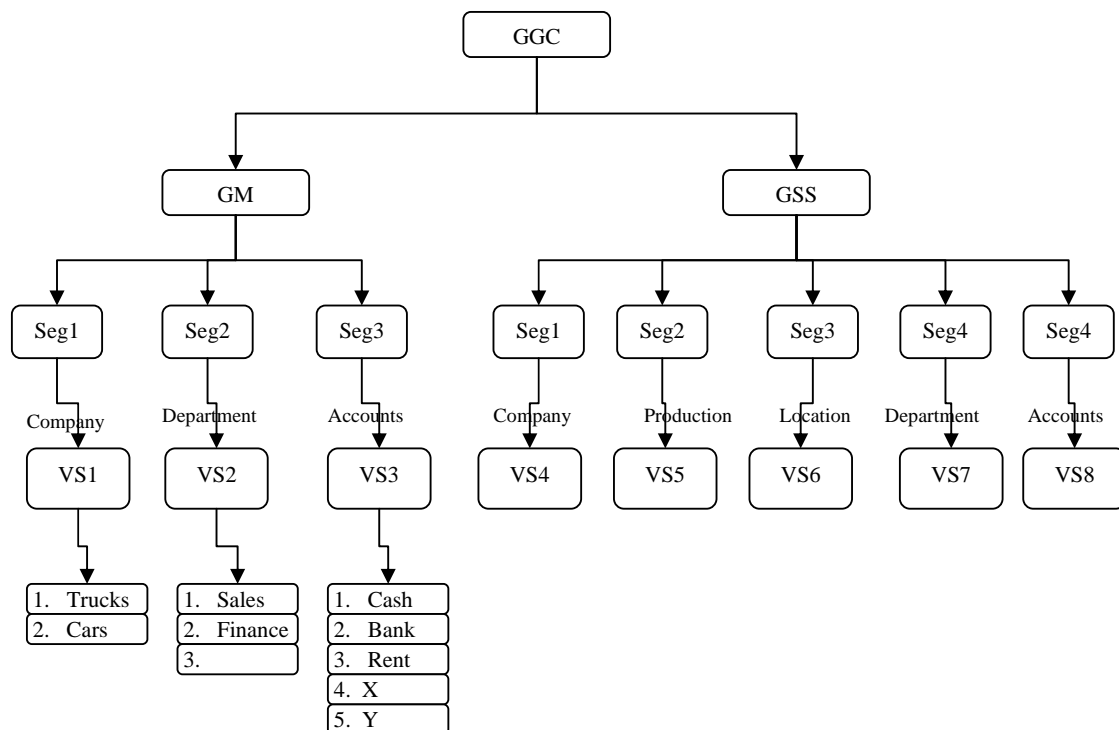 GGC
GM
GSS
Seg1
Seg2
Seg3
Seg1
Seg2
Seg3
Seg4
Seg4
Company
Department
Accounts
Company
Production
Location
Department
Accounts
VS1
VS2
VS3
VS4
VS5
VS6
VS7
VS8
1. Trucks
2. Cars
1. Sales
2. Finance
3.
1. Cash
2. Bank
3. Rent
4. X
5. Y